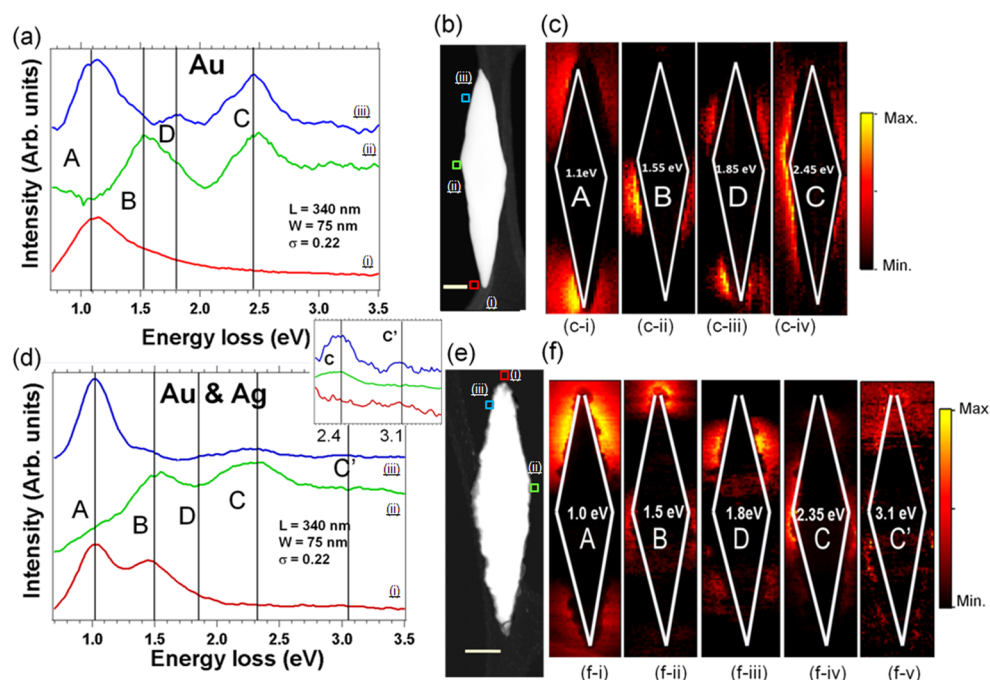 (a)
Au
Intensity (Arb. units)
A
B
D
C
(iii)
(ii)
(i)
L = 340 nm
W = 75 nm
σ = 0.22
1.0
1.5
2.0
2.5
3.0
3.5
Energy loss (eV)
(b)
(iii)
(ii)
(i)
(c)
1.1eV
A
1.55 eV
B
1.85 eV
D
2.45 eV
C
Max.
Min.
(c-i)
(c-ii)
(c-iii)
(c-iv)
(d)
Au & Ag
Intensity (Arb. units)
A
B
D
C
C'
(iii)
(ii)
(i)
L = 340 nm
W = 75 nm
σ = 0.22
1.0
1.5
2.0
2.5
3.0
3.5
Energy loss (eV)
C
C'
2.4
3.1
(e)
(i)
(iii)
(ii)
(f)
1.0 eV
A
1.5 eV
B
1.8eV
D
2.35 eV
C
3.1 eV
C'
Max
Min.
(f-i)
(f-ii)
(f-iii)
(f-iv)
(f-v)